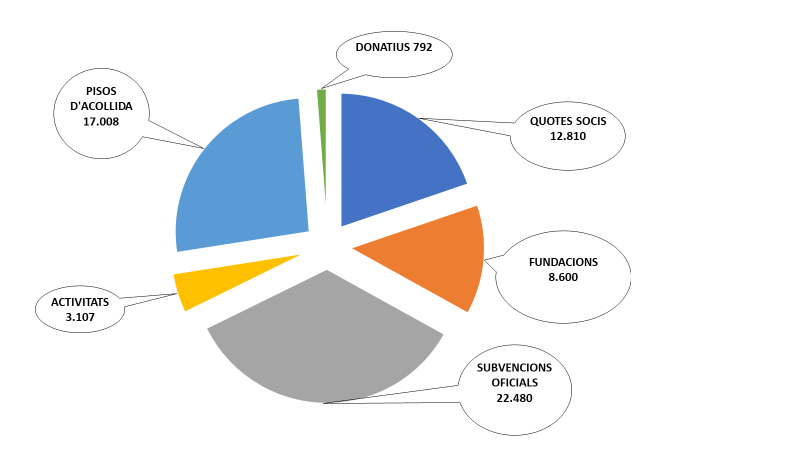 DONATIUS 792
PISOS
D'ACOLLIDA
17.008
QUOTES SOCIS
12.810
FUNDACIONS
8.600
ACTIVITATS
3.107
SUBVENCIONS
OFICIALS
22.480